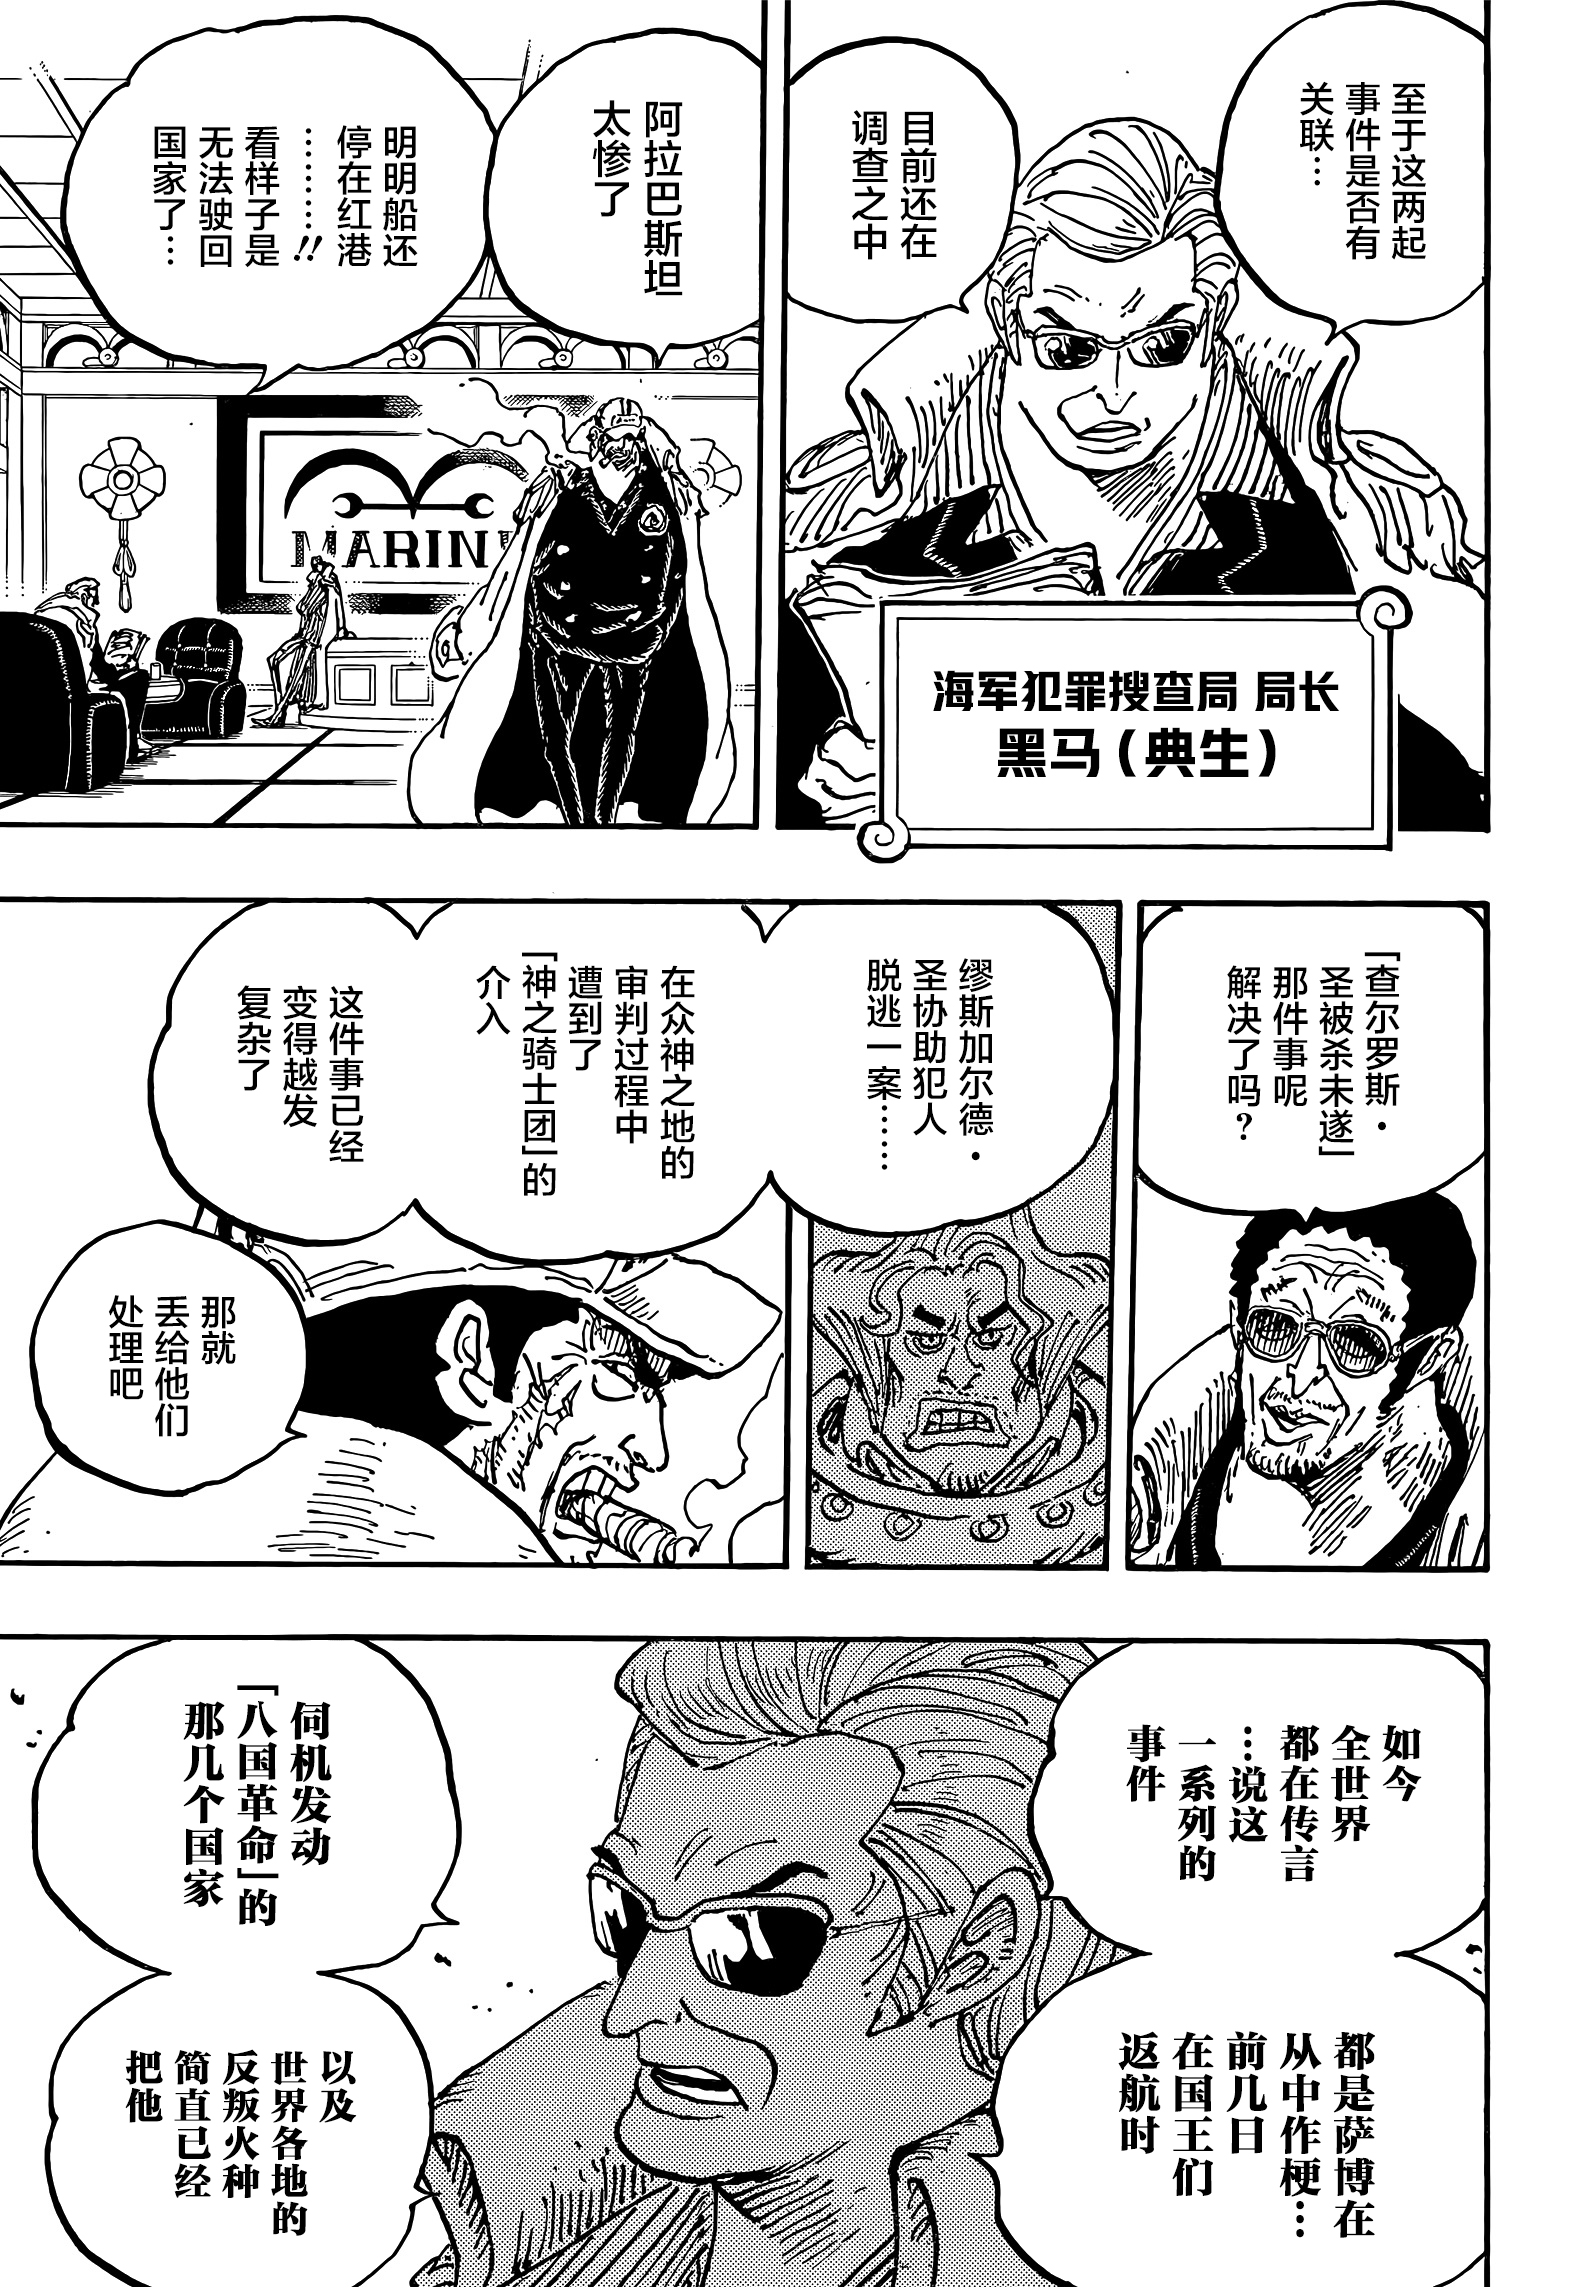 至于这两起
事件是否有
关联…
目前还在
调查之中
海军犯罪搜查局 局长
黑马(典生)
阿拉巴斯坦
太惨了
明明船还
停在红港
………!!
看样子是
无法驶回
国家了…
MARIN
「查尔罗斯·
圣被杀未遂」
那件事呢
解决了吗?
缪斯加尔德·
圣协助犯人
脱逃一案……
在众神之地的
审判过程中
遭到了
「神之骑士团」的
介入
这件事已经
变得越发
复杂了
那就
丢给他们
处理吧
如今
全世界
都在传言
…说这
一系列的
事件
都是萨博在
从中作梗…
前几日
在国王们
返航时
伺机发动
「八国革命」的
那几个国家
以及
世界各地的
反叛火种
简直已经
把他